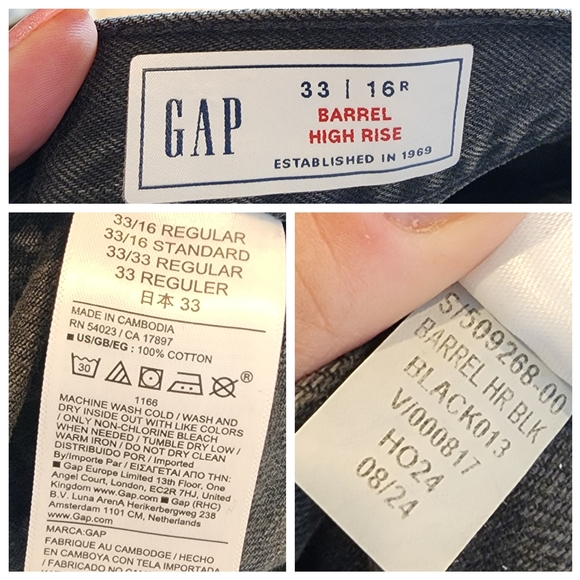 GAP
33 | 16R
BARREL
HIGH RISE
ESTABLISHED IN 1969
33/16 REGULAR
33/16 STANDARD
33/33 REGULAR
33 REGULER
日本 33
MADE IN CAMBODIA
RN 54023 / CA 17897
■ US/GB/EG : 100% COTTON
30
®
1166
MACHINE WASH COLD / WASH AND
DRY INSIDE OUT WITH LIKE COLORS
/ ONLY NON-CHLORINE BLEACH
WHEN NEEDED / TUMBLE DRY LOW /
WARM IRON / DO NOT DRY CLEAN
DISTRIBUIDO POR / Imported
By/Importe Par / ΕΙΣΑΓΕΤΑΙ ΑΠΟ ΤΗΝ:
■ Gap Europe Limited 13th Floor, One
Angel Court, London, EC2R 7HJ, United
Kingdom www.Gap.com ■ Gap (RHC)
B.V. Luna ArenA Herikerbergweg 238
Amsterdam 1101 CM, Netherlands
www.Gap.com
MARCA:GAP
FABRIQUÉ AU CAMBODGE / HECHO
EN CAMBOYA CON TELA IMPORTADA
/ FABRICADO NO CAMBOJA COM
S/509268-00
BARREL HR BLK
BLACK013
V/000817
HO24
08/24